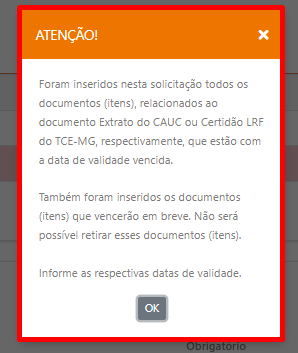 ATENÇÃO!
×
Foram inseridos nesta solicitação todos os
documentos (itens), relacionados ao
documento Extrato do CAUC ou Certidão LRF
do TCE-MG, respectivamente, que estão com
a data de validade vencida.
Também foram inseridos os documentos
(itens) que vencerão em breve. Não será
possível retirar esses documentos (itens).
Informe as respectivas datas de validade.
OK
Obrigatório